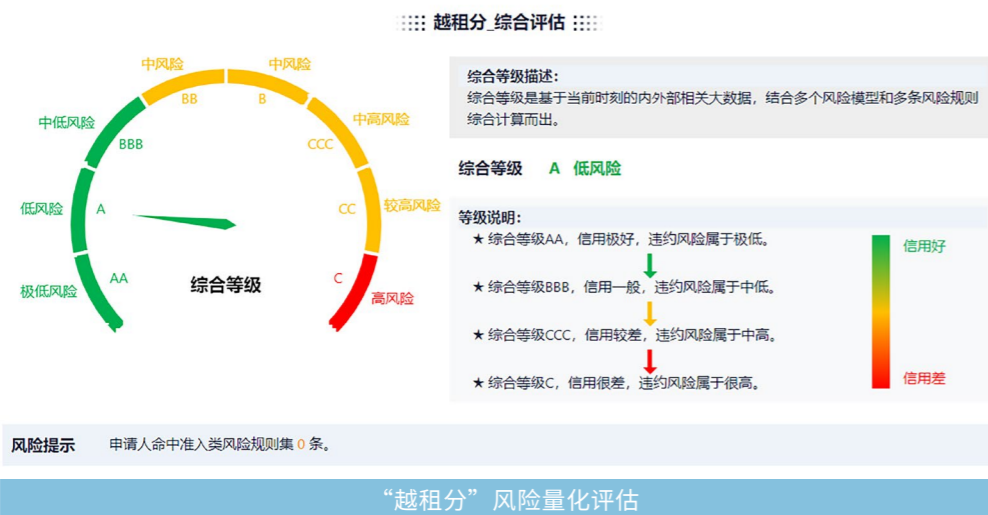 越租分_综合评估
中风险
中风险
BB
B
中低风险
中高风险
BBB
CCC
低风险
A
CC
较高风险
极低风险
AA
C
高风险
综合等级
综合等级描述：
综合等级是基于当前时刻的内外部相关大数据，结合多个风险模型和多条风险规则
综合计算而出。
综合等级 A 低风险
等级说明：
★ 综合等级AA，信用极好，违约风险属于极低。
★ 综合等级BBB，信用一般，违约风险属于中低。
★ 综合等级CCC，信用较差，违约风险属于中高。
★ 综合等级C，信用很差，违约风险属于很高。
信用好
信用差
风险提示 申请人命中准入类风险规则集 0 条。
“越租分”风险量化评估